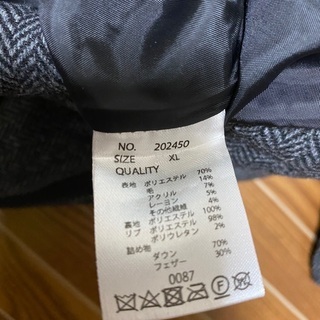 NO. 202450
SIZE XL
QUALITY
表地 ポリエステル 70%
毛 14%
アクリル 7%
レーヨン 5%
その他繊維 4%
裏地 ポリエステル 100%
リブ ポリエステル 98%
ポリウレタン 2%
詰め物
ダウン 70%
フェザー 30%
0087